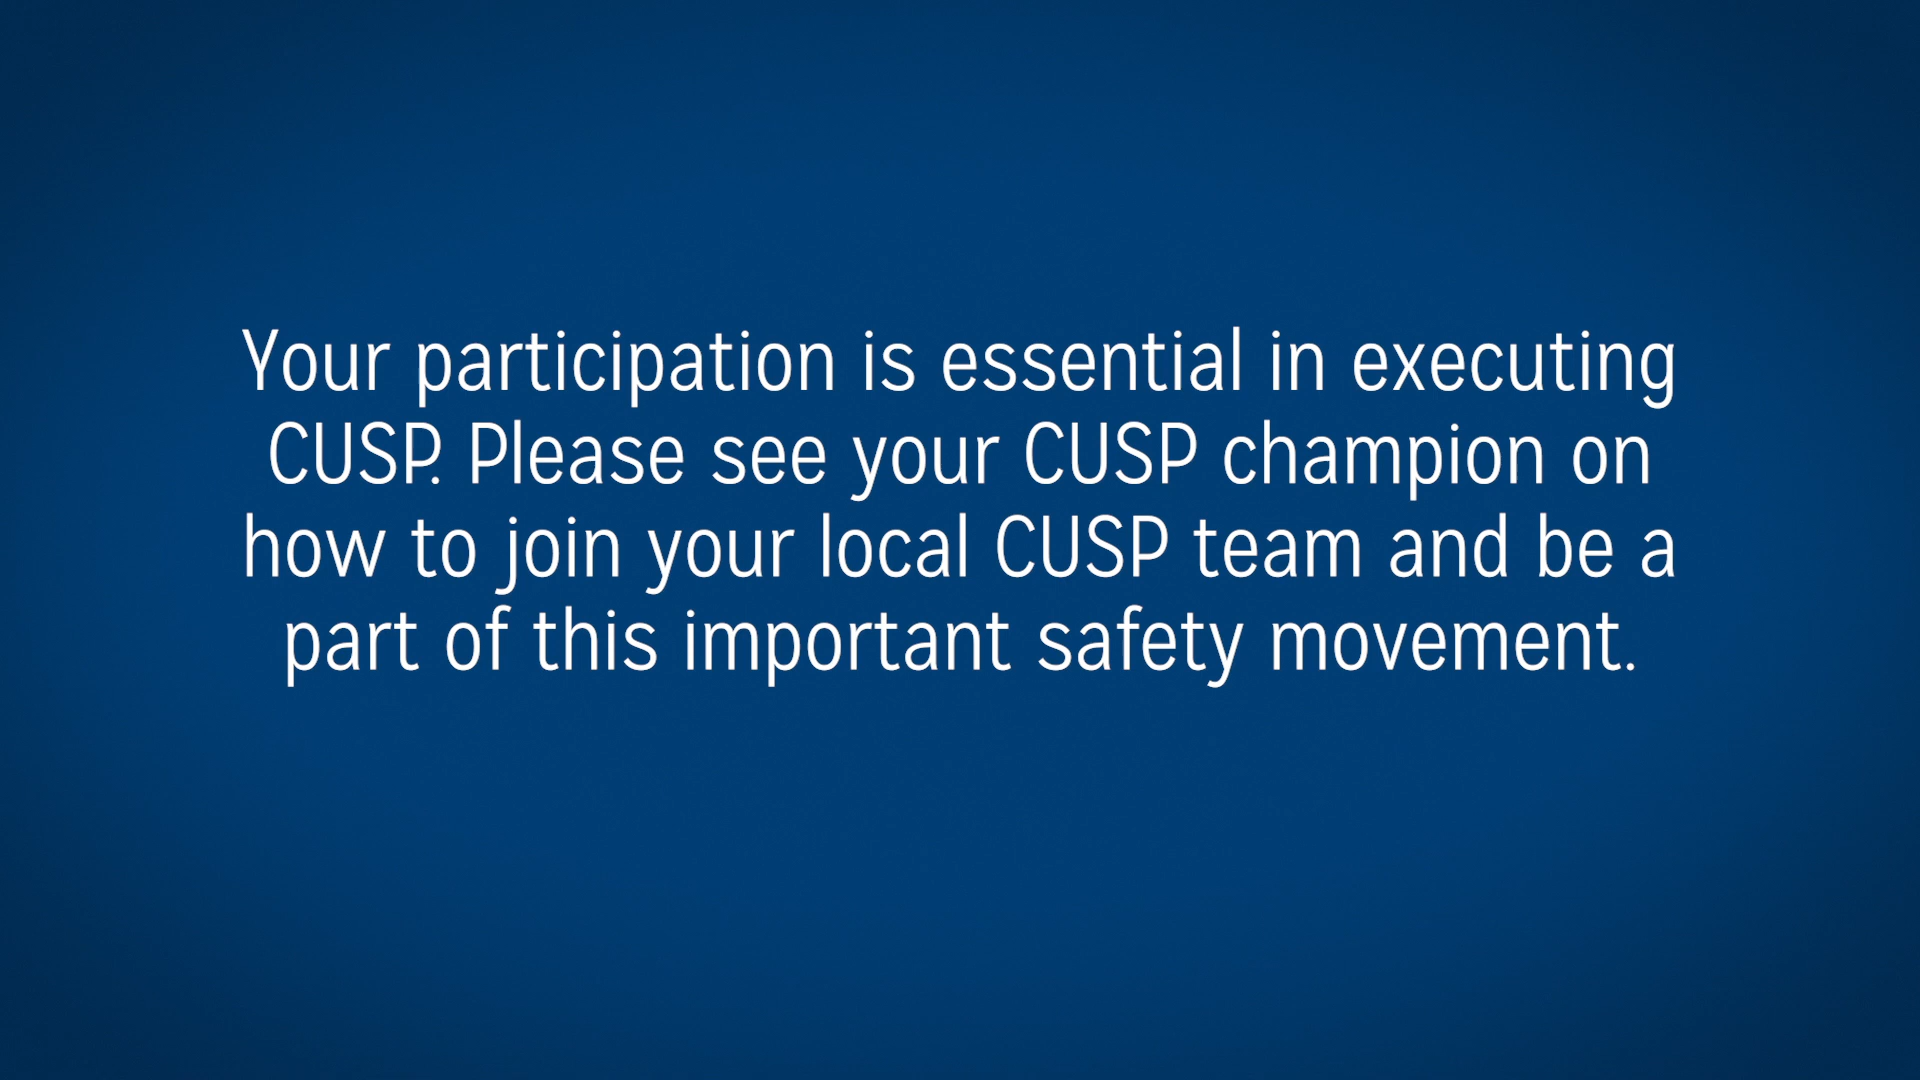 Your participation is essential in executing
CUSP. Please see your CUSP champion on
how to join your local CUSP team and be a
part of this important safety movement.